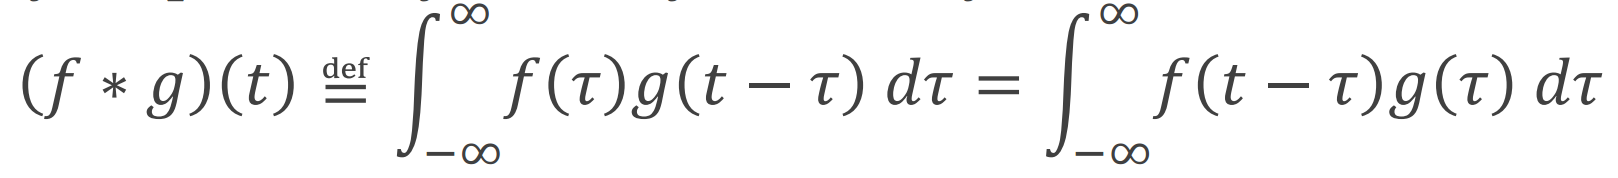 (f ∗ g)(t) ≝ ∫_{−∞}^{∞} f(τ)g(t − τ) dτ = ∫_{−∞}^{∞} f(t − τ)g(τ) dτ